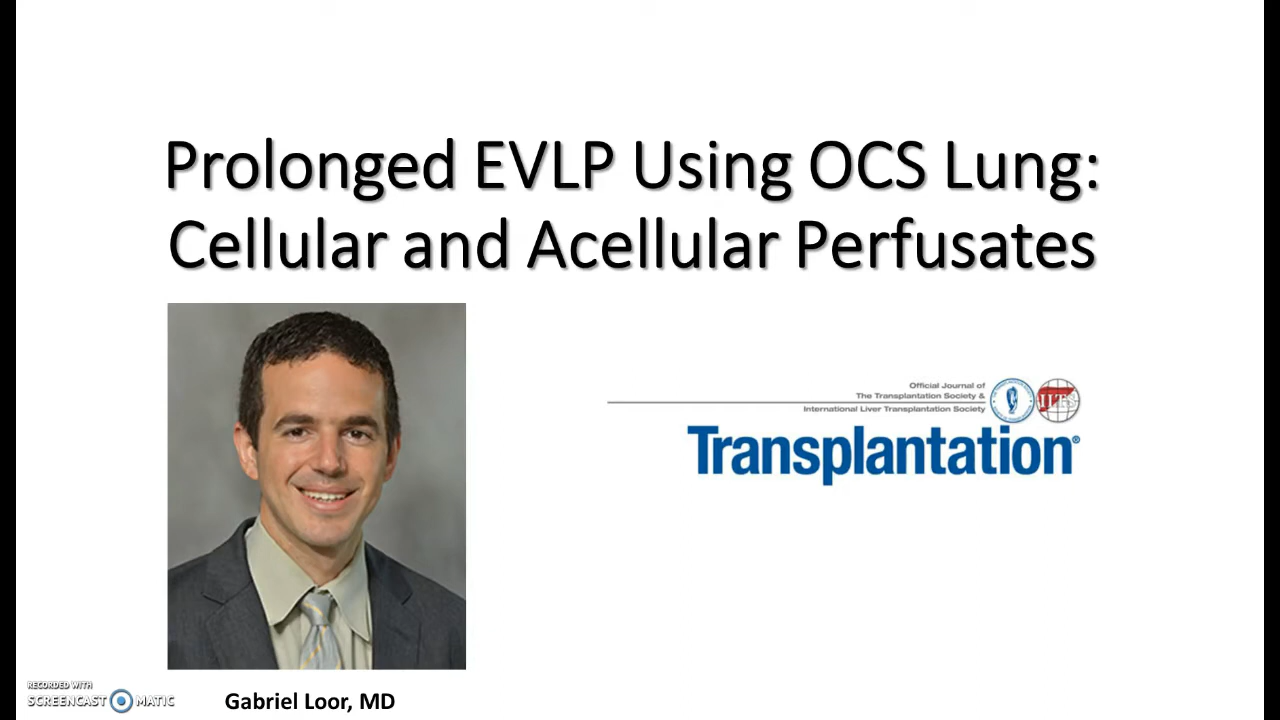 Prolonged EVLP Using OCS Lung:
Cellular and Acellular Perfusates
Official Journal of
The Transplantation Society &
International Liver Transplantation Society
ILTS
Transplantation®
RECORDED WITH
SCREENCAST MATIC
Gabriel Loor, MD